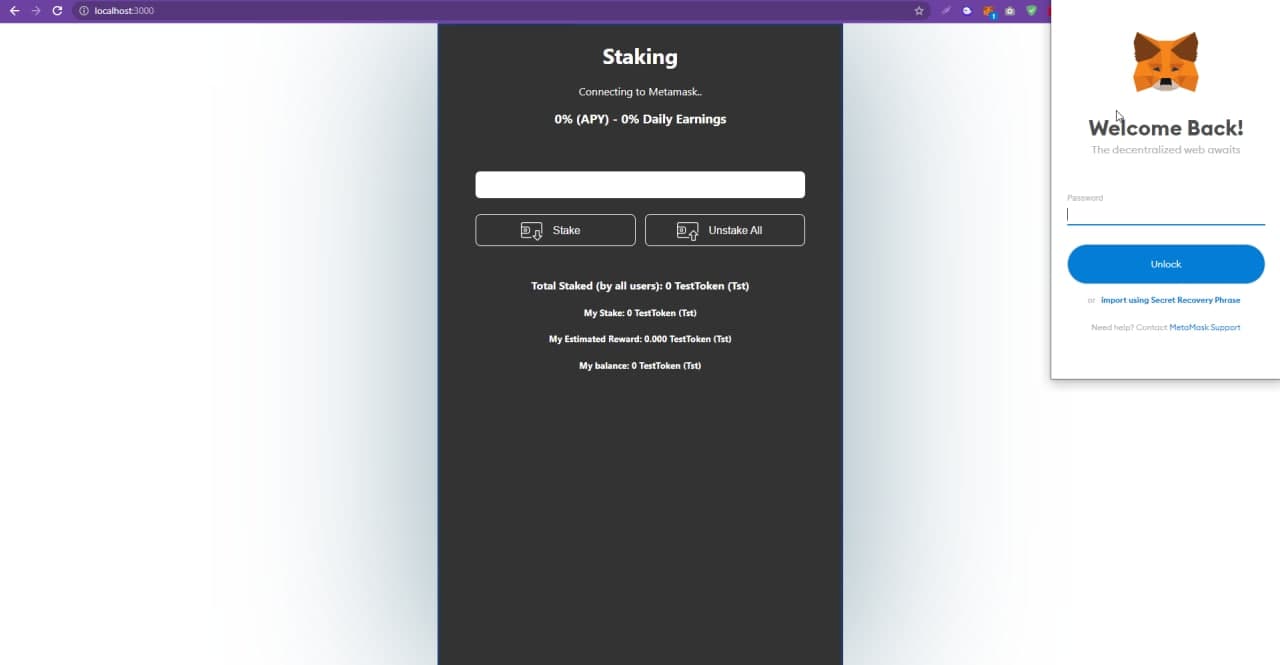 localhost:3000
Staking
Connecting to Metamask..
0% (APY) - 0% Daily Earnings
Stake
Unstake All
Total Staked (by all users): 0 TestToken (Tst)
My Stake: 0 TestToken (Tst)
My Estimated Reward: 0.000 TestToken (Tst)
My balance: 0 TestToken (Tst)
Welcome Back!
The decentralized web awaits
Password
Unlock
or import using Secret Recovery Phrase
Need help? Contact MetaMask Support